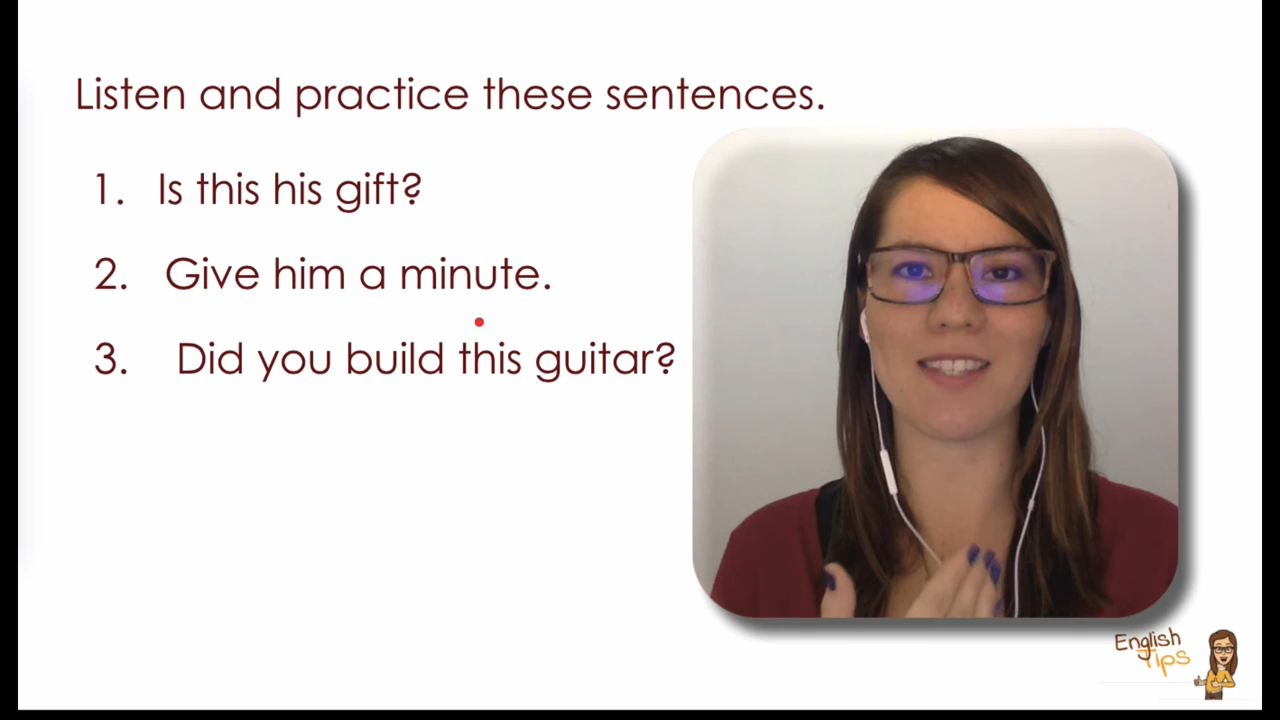 Listen and practice these sentences.
1. Is this his gift?
2. Give him a minute.
3. Did you build this guitar?
English
Tips